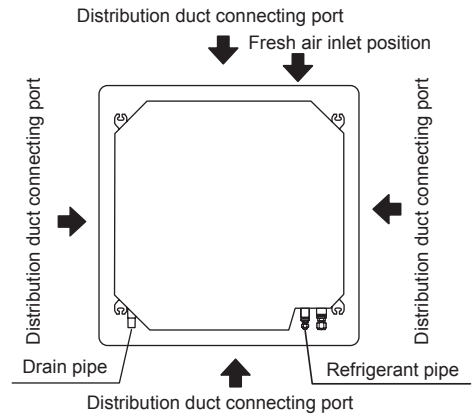 Distribution duct connecting port
Fresh air inlet position
Distribution duct connecting port
Distribution duct connecting port
Drain pipe
Refrigerant pipe
Distribution duct connecting port